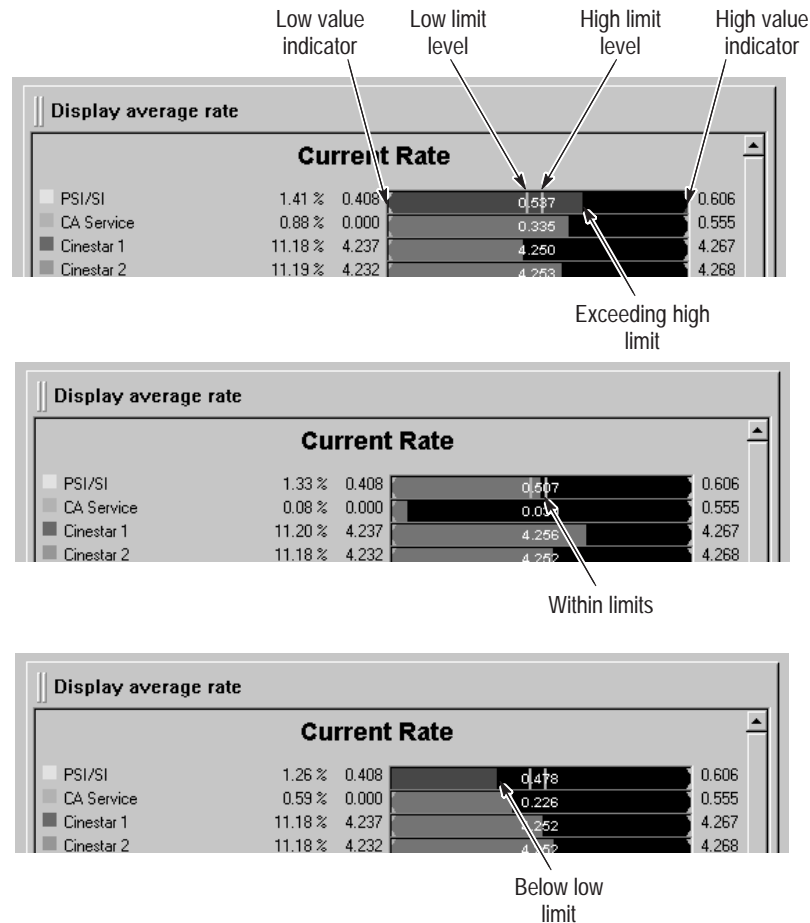 Low value indicator
Low limit level
High limit level
High value indicator
Display average rate
Current Rate
PSI/SI 1.41 % 0.408 0.537 0.606
CA Service 0.88 % 0.000 0.335 0.555
Cinestar 1 11.18 % 4.237 4.250 4.267
Cinestar 2 11.19 % 4.232 4.253 4.268
Exceeding high limit
Display average rate
Current Rate
PSI/SI 1.33 % 0.408 0.507 0.606
CA Service 0.08 % 0.000 0.555
Cinestar 1 11.20 % 4.237 4.256 4.267
Cinestar 2 11.18 % 4.232 4.252 4.268
Within limits
Display average rate
Current Rate
PSI/SI 1.26 % 0.408 0.478 0.606
CA Service 0.59 % 0.000 0.226 0.555
Cinestar 1 11.18 % 4.237 4.252 4.267
Cinestar 2 11.18 % 4.232 4.268
Below low limit